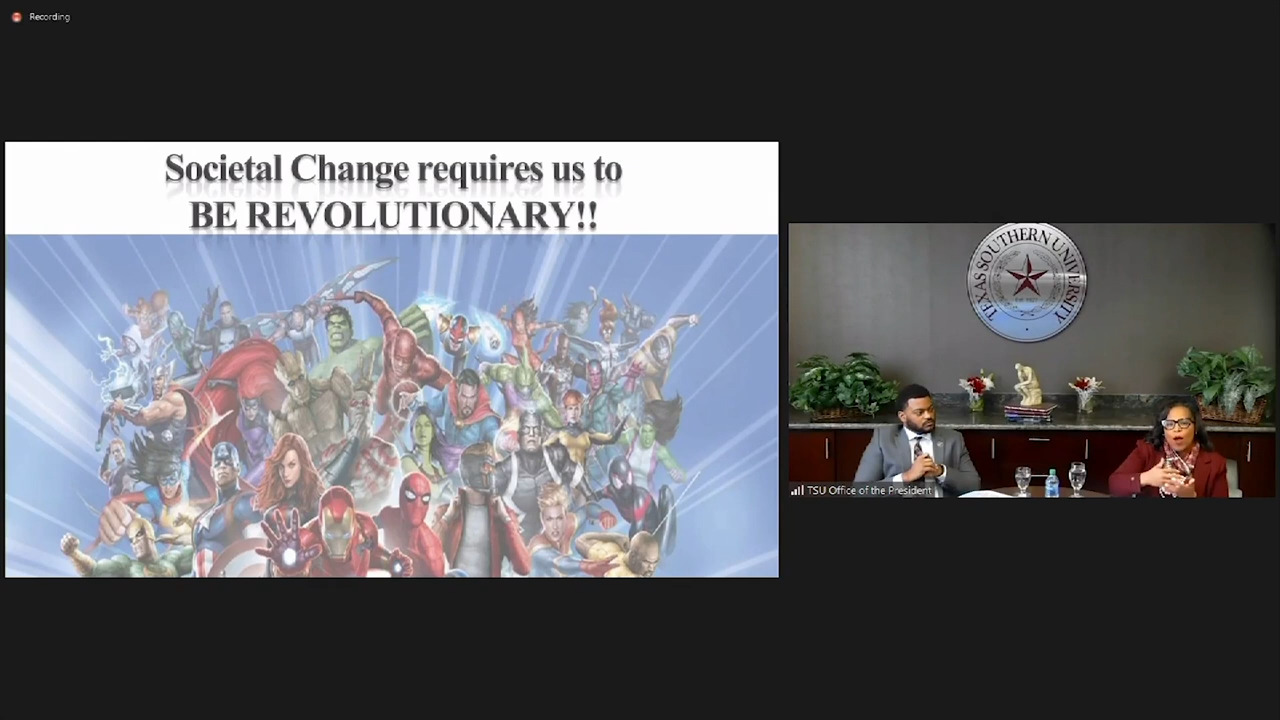 Recording
Societal Change requires us to
BE REVOLUTIONARY!!
TEXAS SOUTHERN UNIVERSITY
TSU Office of the President